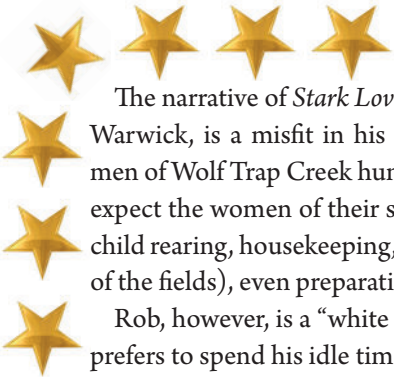 The narrative of Stark Lov
Warwick, is a misfit in his
men of Wolf Trap Creek hun
expect the women of their s
child rearing, housekeeping,
of the fields), even preparati
Rob, however, is a “white
prefers to spend his idle tim